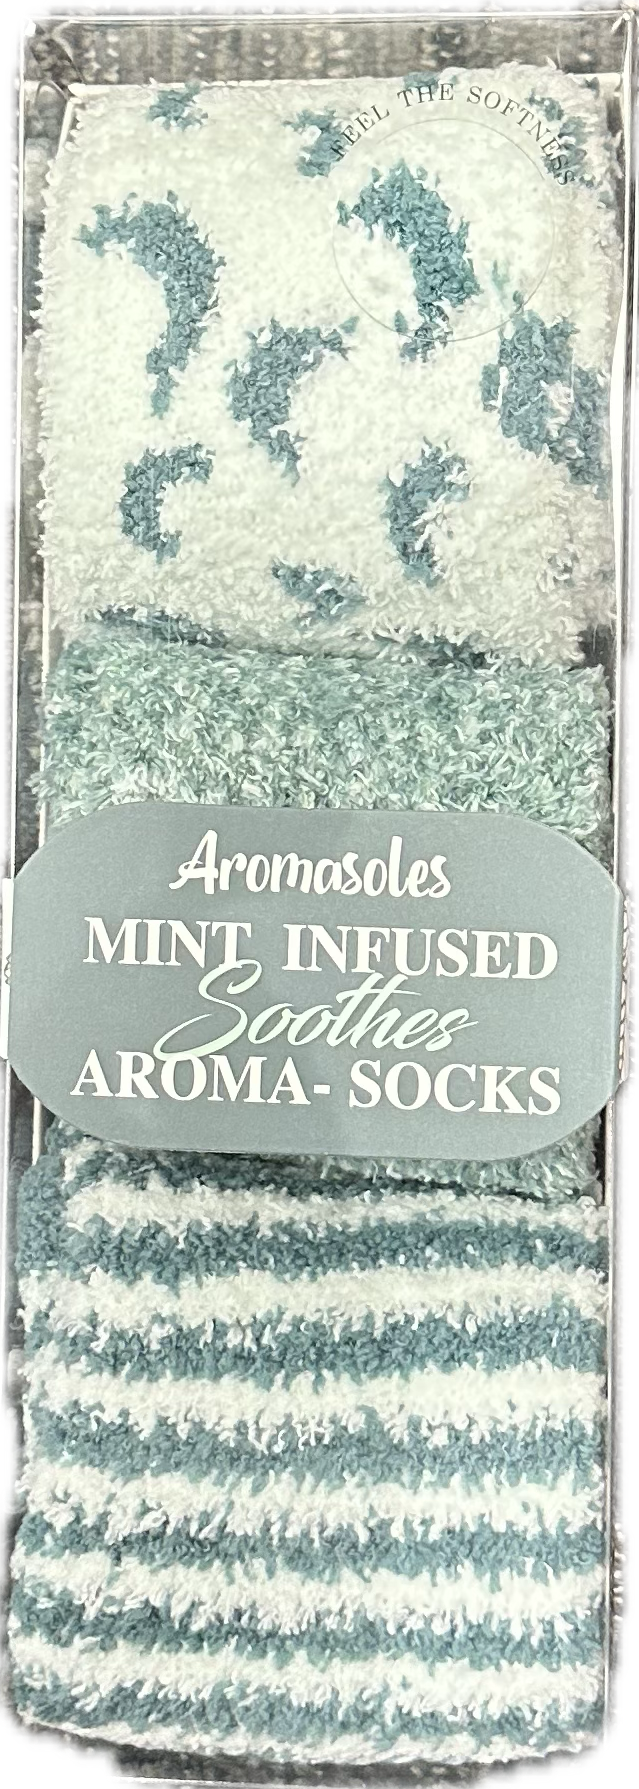 FEEL THE SOFTNESS
Aromasoles
MINT INFUSED
Soothes
AROMA- SOCKS